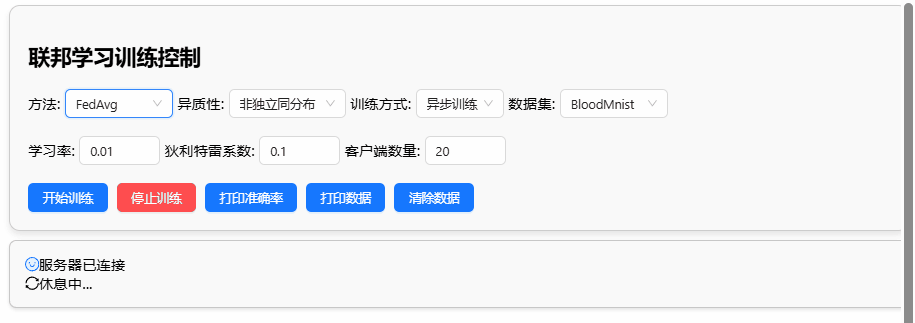 联邦学习训练控制
方法: FedAvg 异质性: 非独立同分布 训练方式: 异步训练 数据集: BloodMnist
学习率: 0.01 狄利特雷系数: 0.1 客户端数量: 20
开始训练 停止训练 打印准确率 打印数据 清除数据
服务器已连接
休息中...